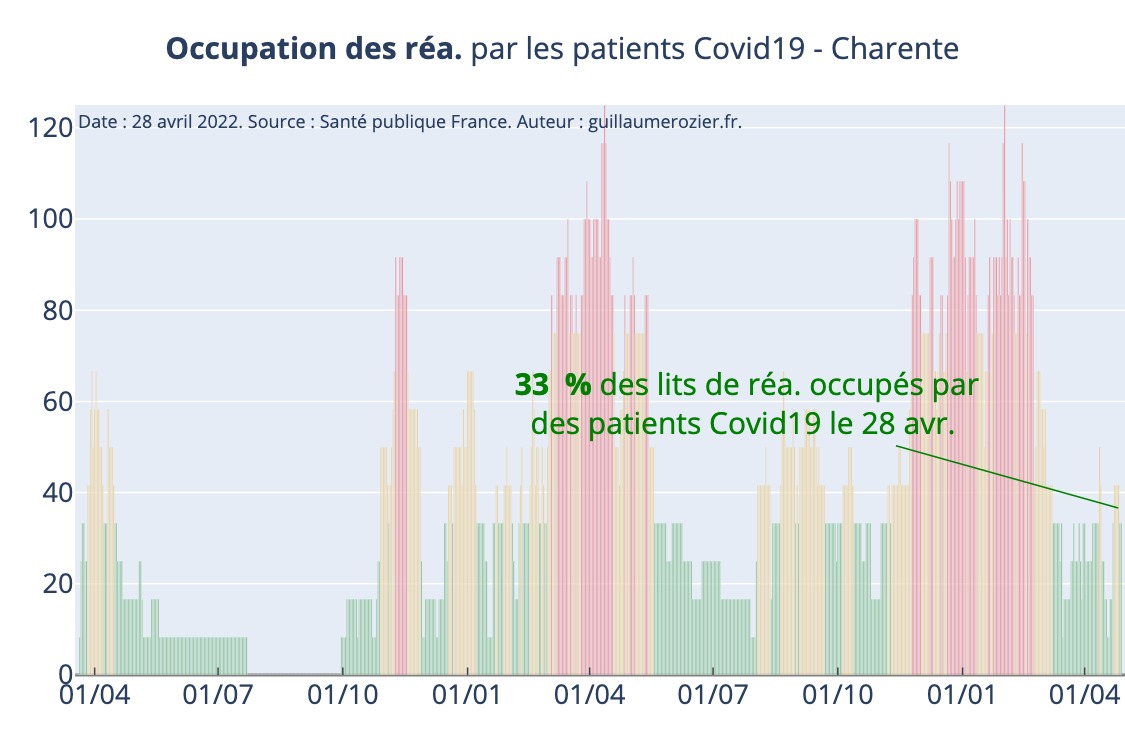 Occupation des réa. par les patients Covid19 - Charente
Date : 28 avril 2022. Source : Santé publique France. Auteur : guillaumerozier.fr.
120
100
80
60
40
20
0
33  % des lits de réa. occupés par
des patients Covid19 le 28 avr.
01/04 01/07 01/10 01/01 01/04 01/07 01/10 01/01 01/04